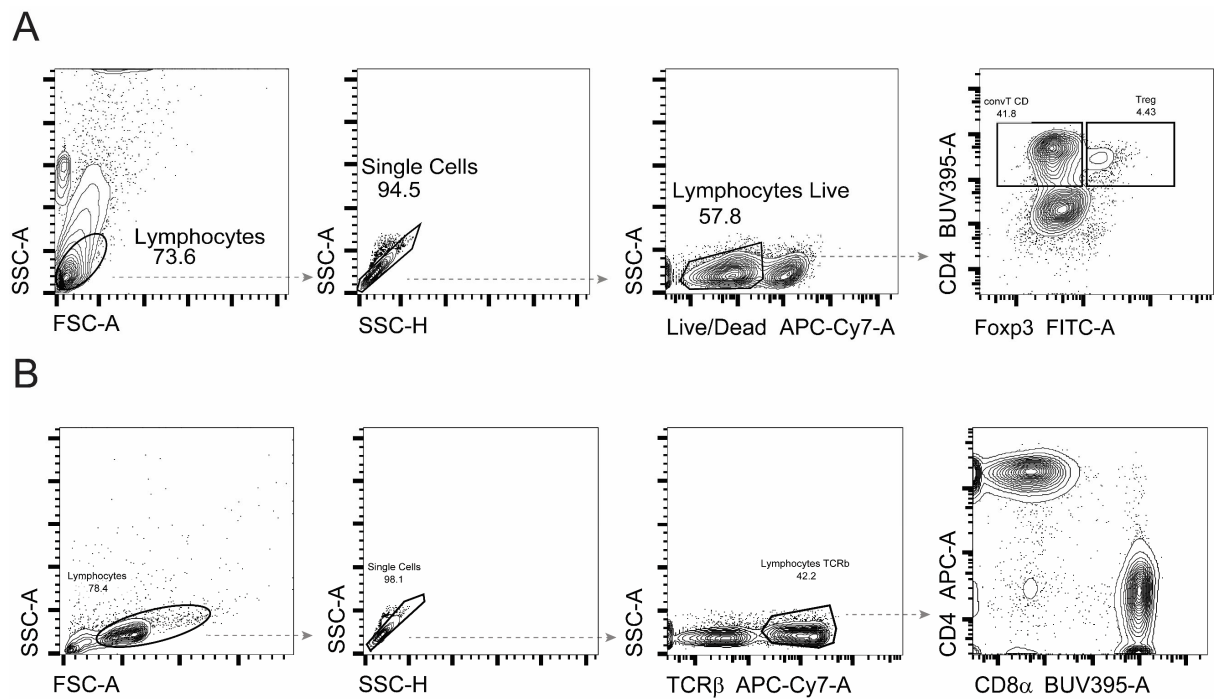 A
SSC-A
Lymphocytes
73.6
FSC-A
SSC-A
Single Cells
94.5
SSC-H
SSC-A
Lymphocytes Live
57.8
Live/Dead APC-Cy7-A
CD4 BUV395-A
convT CD
41.8
Treg
4.43
Foxp3 FITC-A
B
SSC-A
Lymphocytes
78.4
FSC-A
SSC-A
Single Cells
98.1
SSC-H
SSC-A
Lymphocytes TCRb
42.2
TCRβ APC-Cy7-A
CD4 APC-A
CD8α BUV395-A